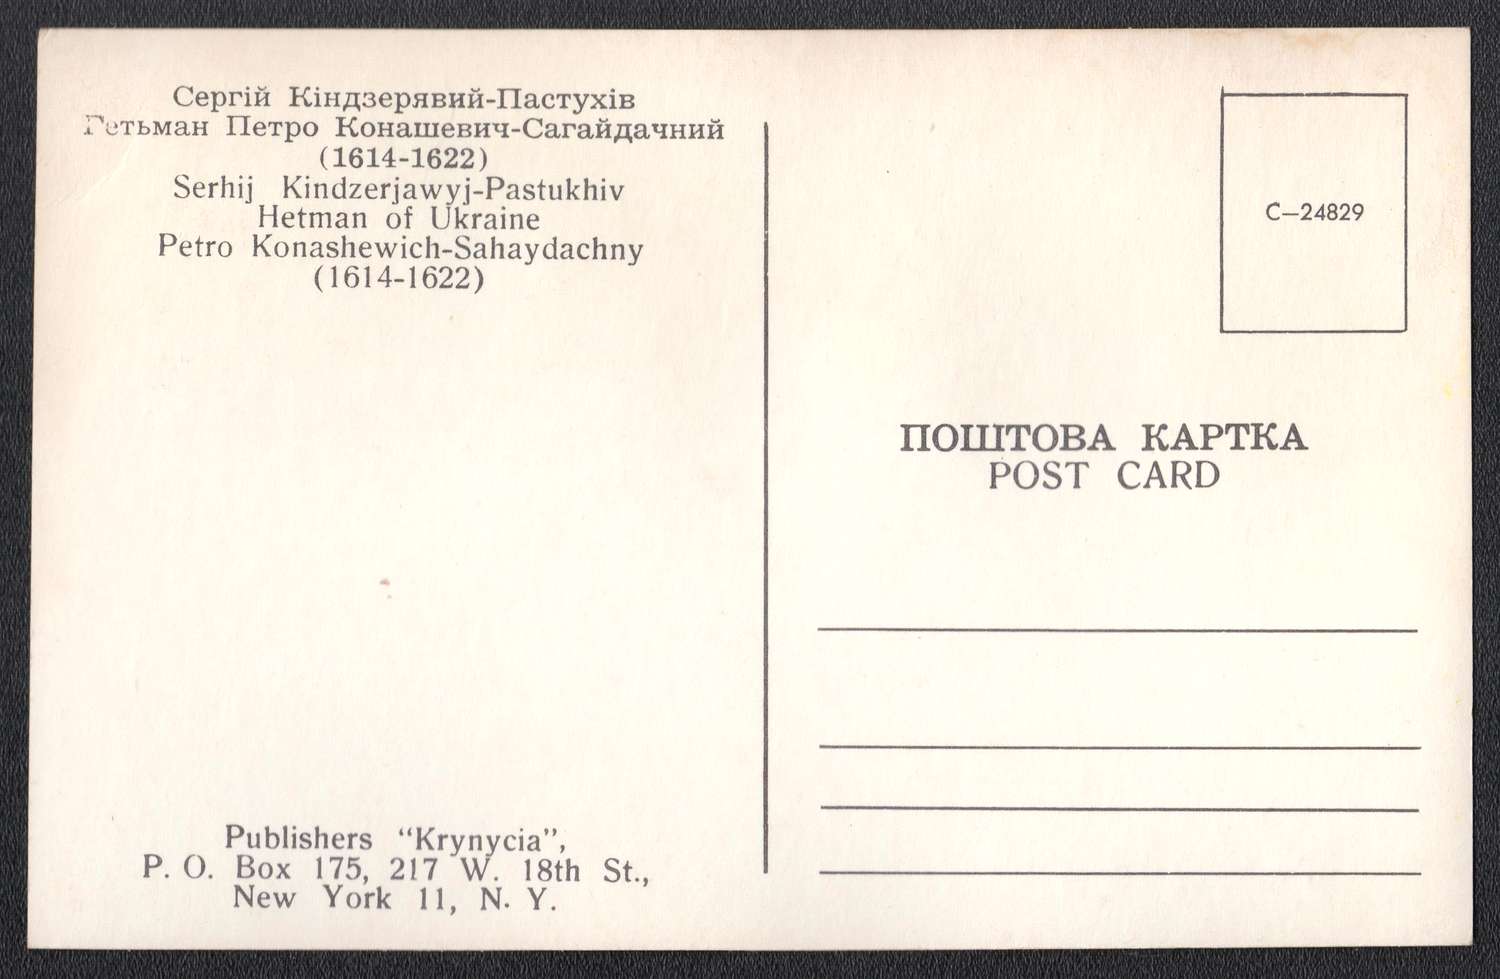 Сергій Кіндзерявий-Пастухів
Гетьман Петро Конашевич-Сагайдачний
(1614-1622)
Serhij Kindzerjawyj-Pastukhiv
Hetman of Ukraine
Petro Konashewich-Sahaydachny
(1614-1622)
Publishers “Krynycia”,
P. O. Box 175, 217 W. 18th St.,
New York 11, N. Y.
C—24829
ПОШТОВА КАРТКА
POST CARD